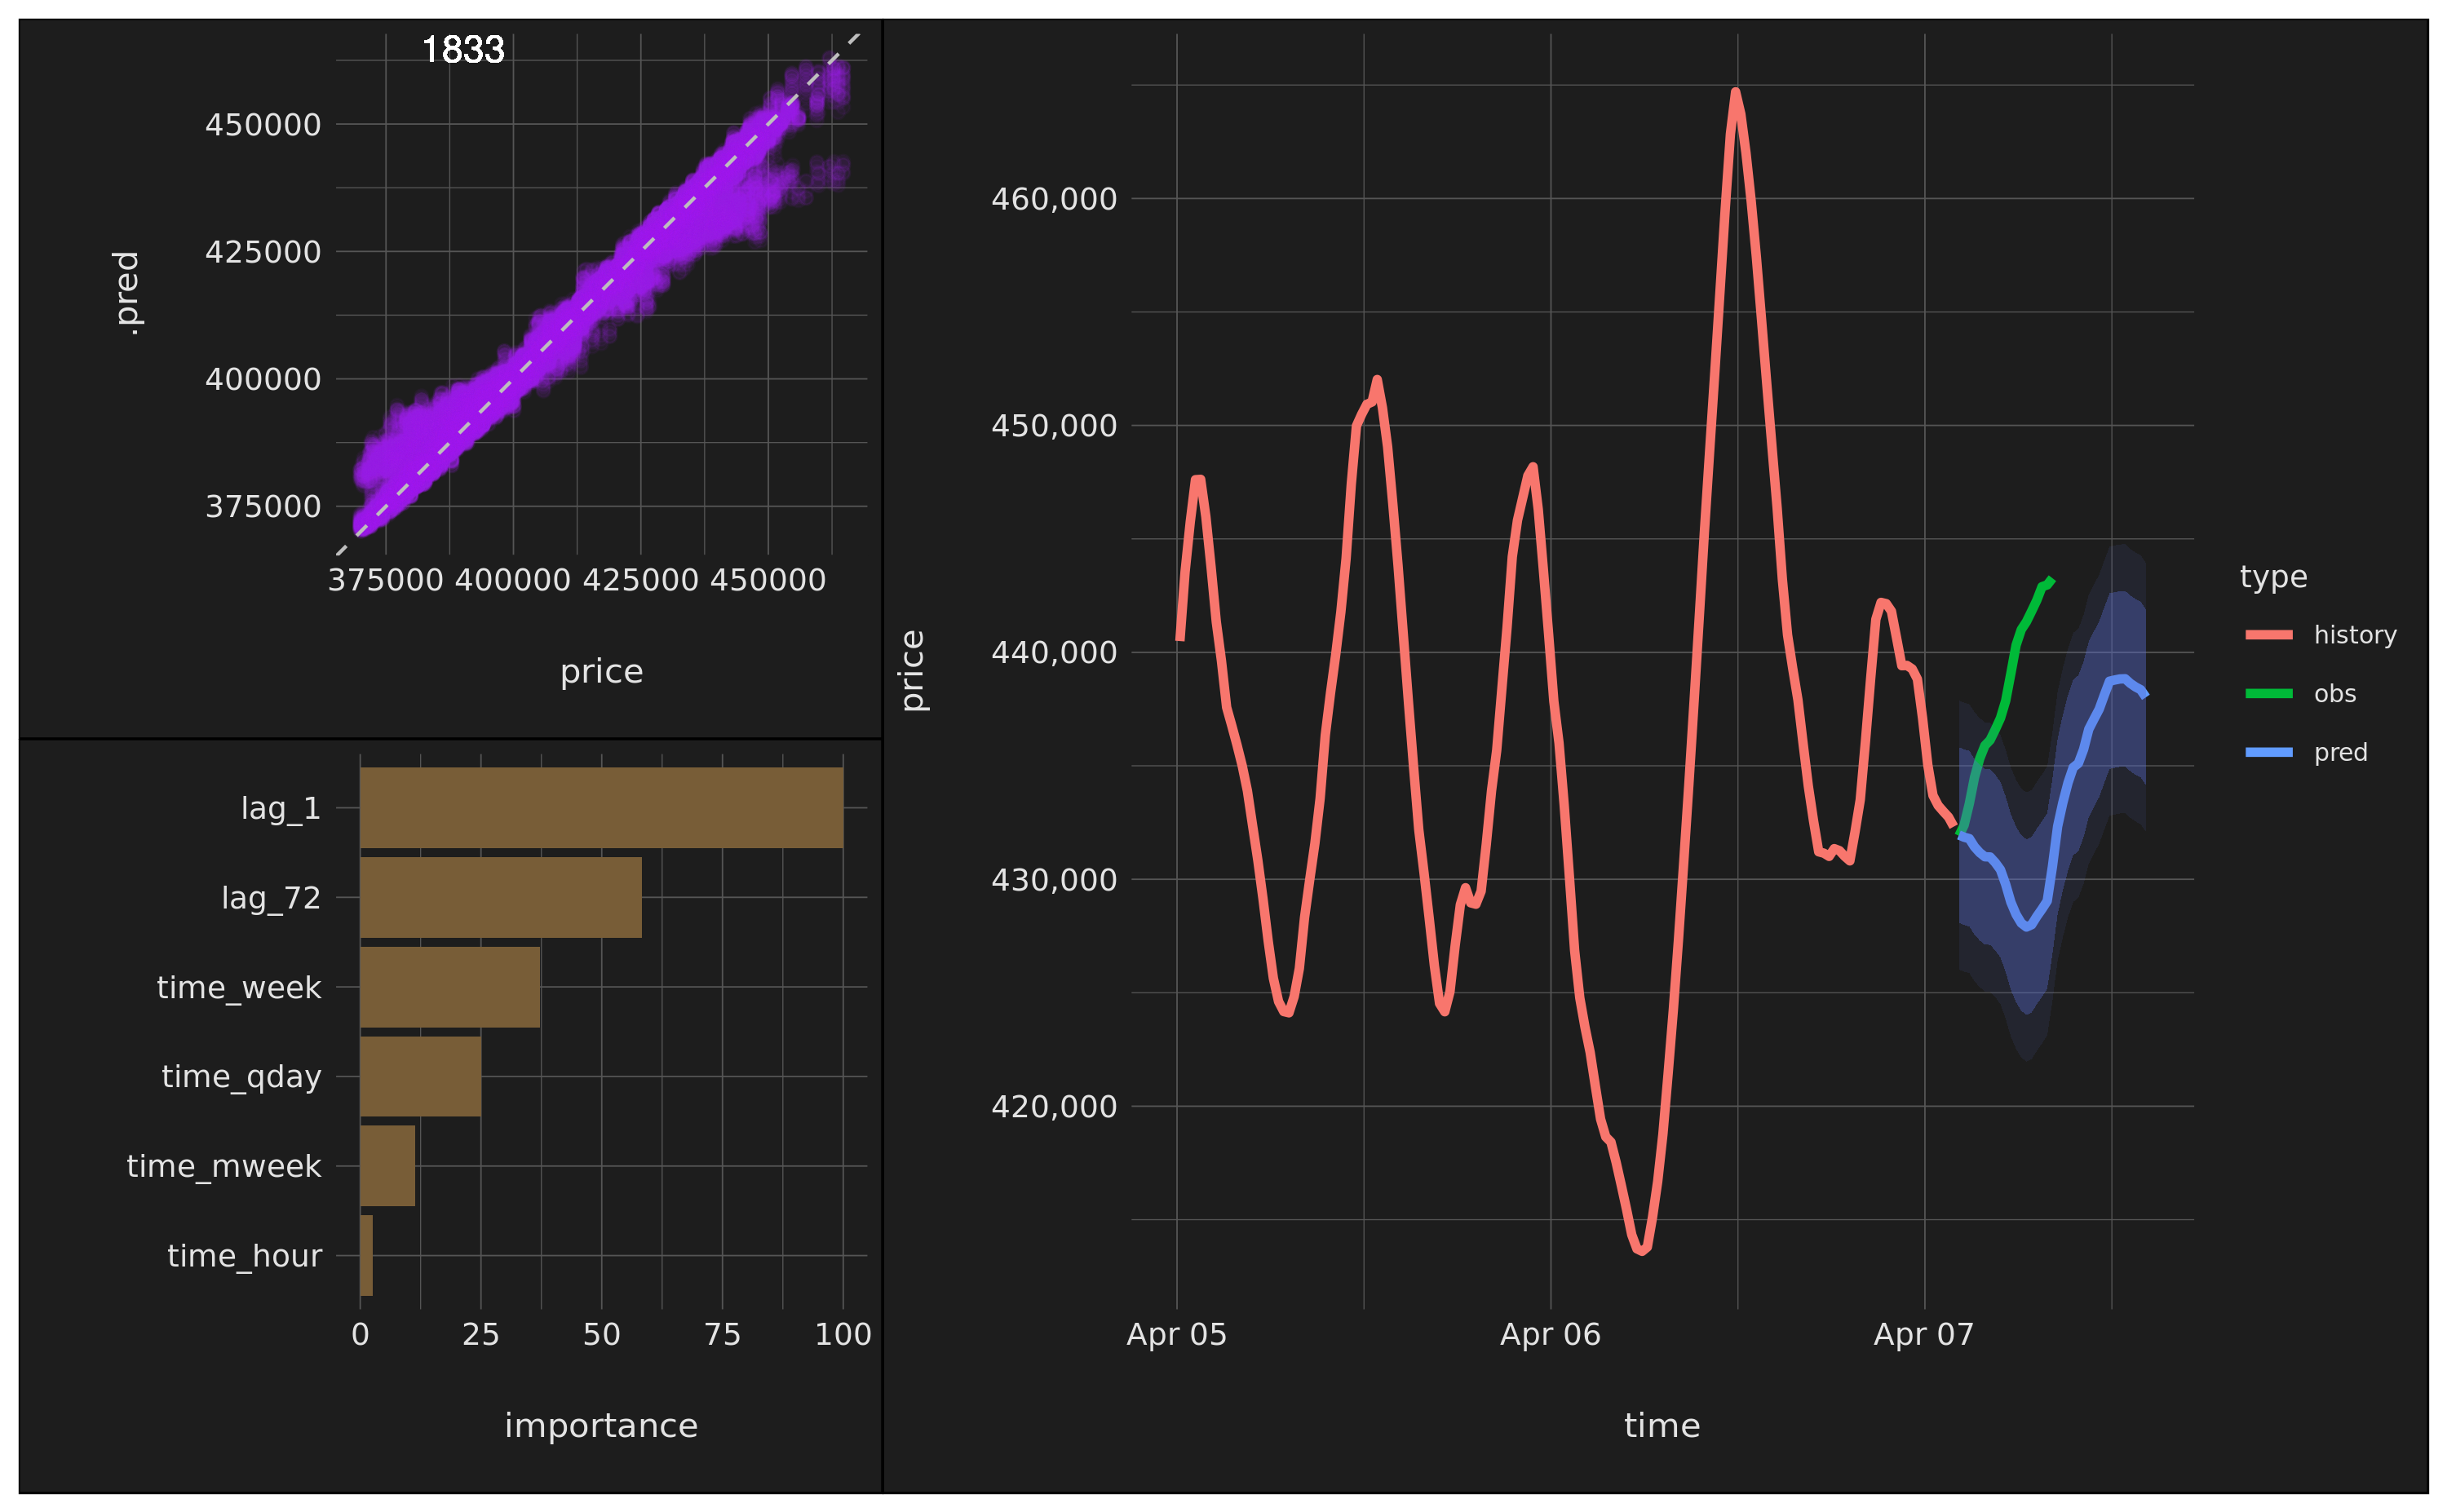 1833
450000
425000
400000
375000
.pred
375000 400000 425000 450000
price
lag_1
lag_72
time_week
time_qday
time_mweek
time_hour
0 25 50 75 100
importance
460,000
450,000
440,000
430,000
420,000
price
Apr 05 Apr 06 Apr 07
time
type
history
obs
pred